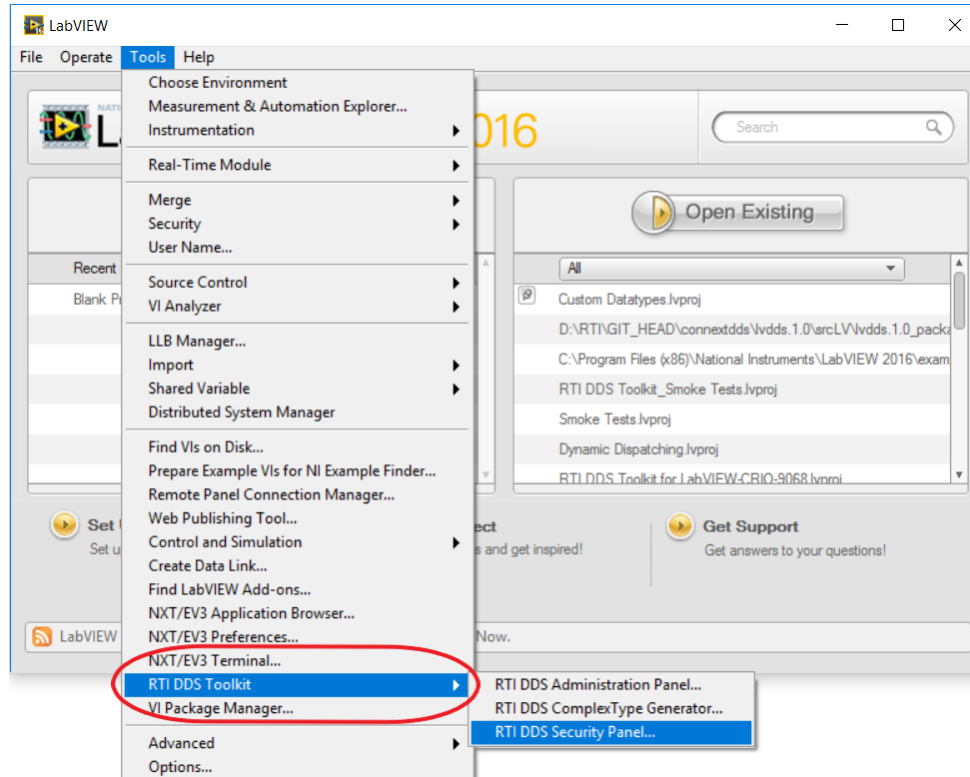 LabVIEW
File Operate Tools Help
Choose Environment
Measurement & Automation Explorer...
Instrumentation
Real-Time Module
Merge
Security
User Name...
Source Control
VI Analyzer
LLB Manager...
Import
Shared Variable
Distributed System Manager
Find VIs on Disk...
Prepare Example VIs for NI Example Finder...
Remote Panel Connection Manager...
Web Publishing Tool...
Control and Simulation
Create Data Link...
Find LabVIEW Add-ons...
NXT/EV3 Application Browser...
NXT/EV3 Preferences...
NXT/EV3 Terminal...
RTI DDS Toolkit
VI Package Manager...
Advanced
Options...
RTI DDS Administration Panel...
RTI DDS ComplexType Generator...
RTI DDS Security Panel...
NATI
L
016
Search
Recent
Blank Pr
Open Existing
All
Custom Datatypes.lvproj
D:\RTI\GIT_HEAD\connextdds\lvdds.1.0\srcLV\lvdds.1.0_packa
C:\Program Files (x86)\National Instruments\LabVIEW 2016\exam
RTI DDS Toolkit_Smoke Tests.lvproj
Smoke Tests.lvproj
Dynamic Dispatching.lvproj
RTI DDS Toolkit for LabVIEW-CRIO-9068.lvproj
Set
Set u
ect
s and get inspired!
Get Support
Get answers to your questions!
LabVIEW
Now.